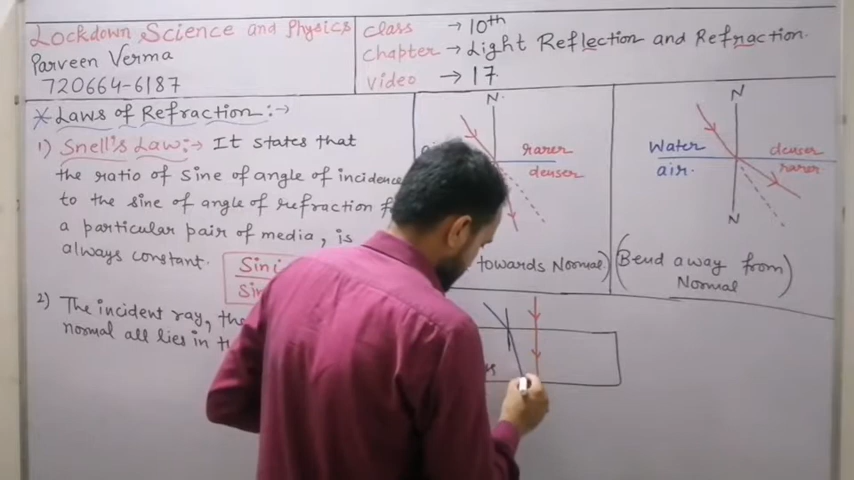 Lockdown Science and Physics
Parveen Verma
720664-6187
Class → 10th
Chapter → Light Reflection and Refraction.
Video → 17
* Laws of Refraction :→
1) Snell's Law :→ It states that
the ratio of sine of angle of incidence
to the sine of angle of refraction
a particular pair of media, is
always constant.
Sini
2) The incident ray, the
normal all lies in
N
rarer
denser
towards Normal)
N
Water
air.
denser
rarer
N
(Bend away from
Normal)